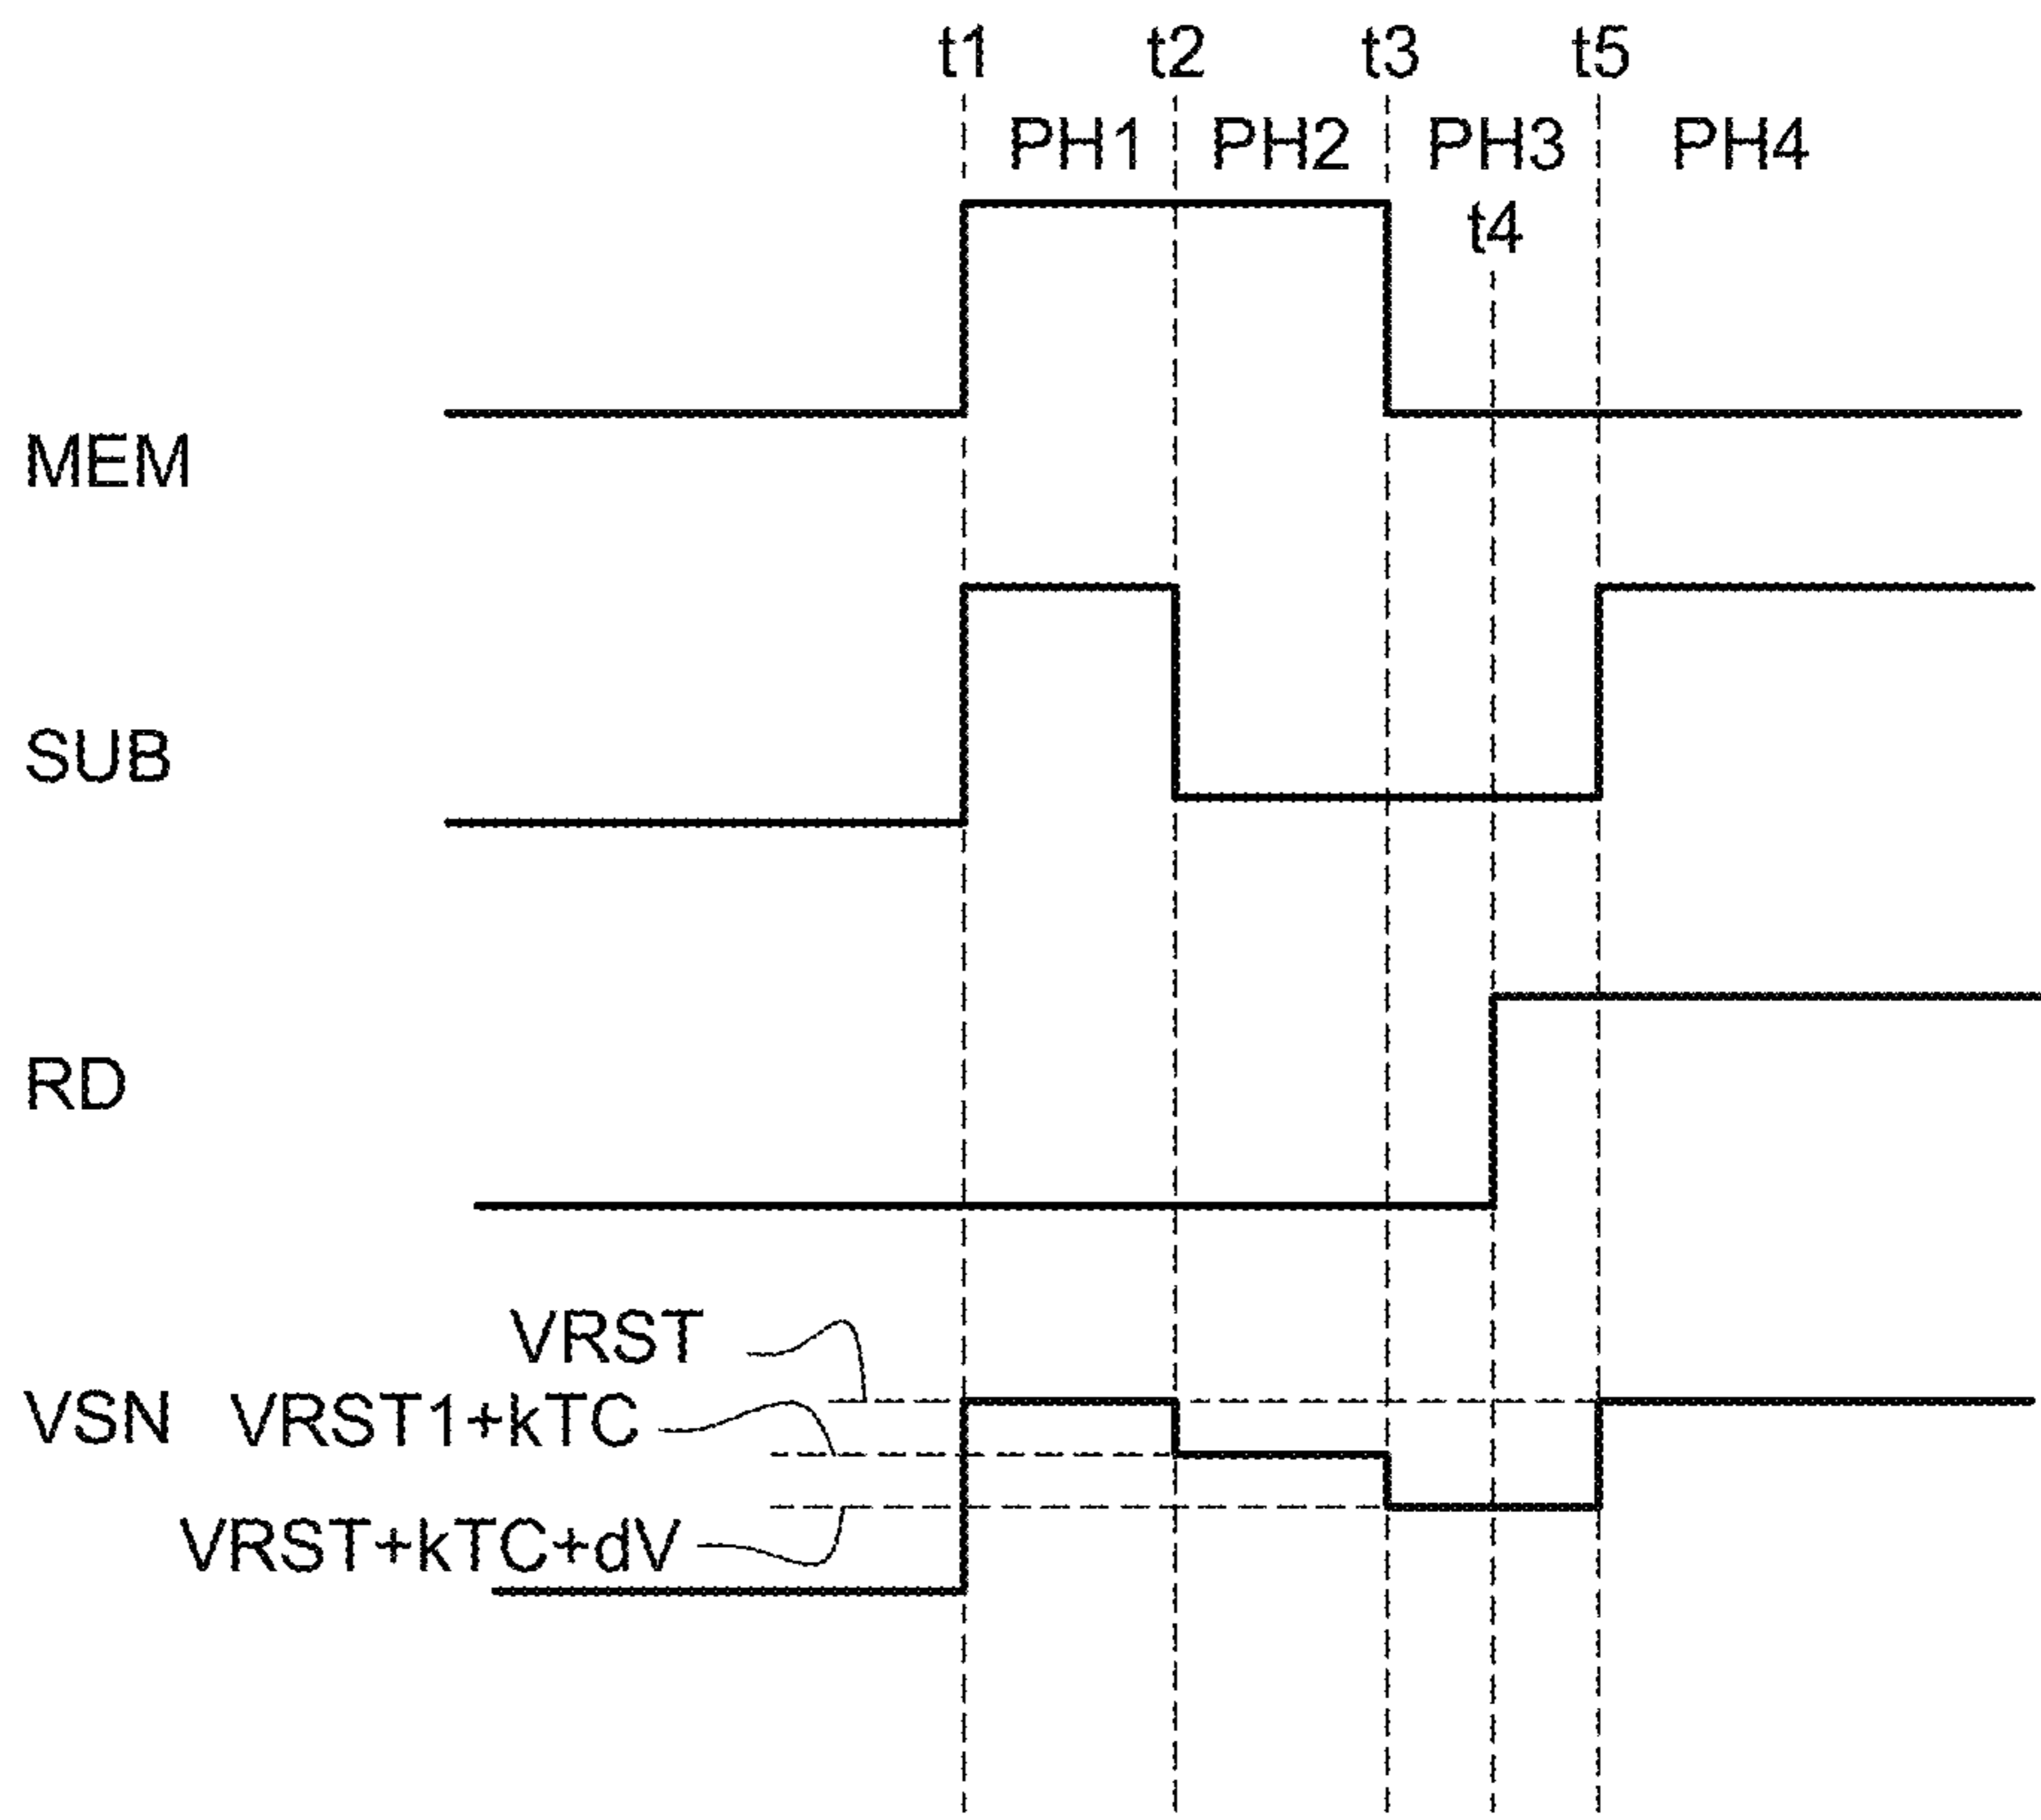 t1 t2 t3 t5
PH1 PH2 PH3 PH4
t4
MEM
SUB
RD
VRST
VSN VRST1+kTC
VRST+kTC+dV